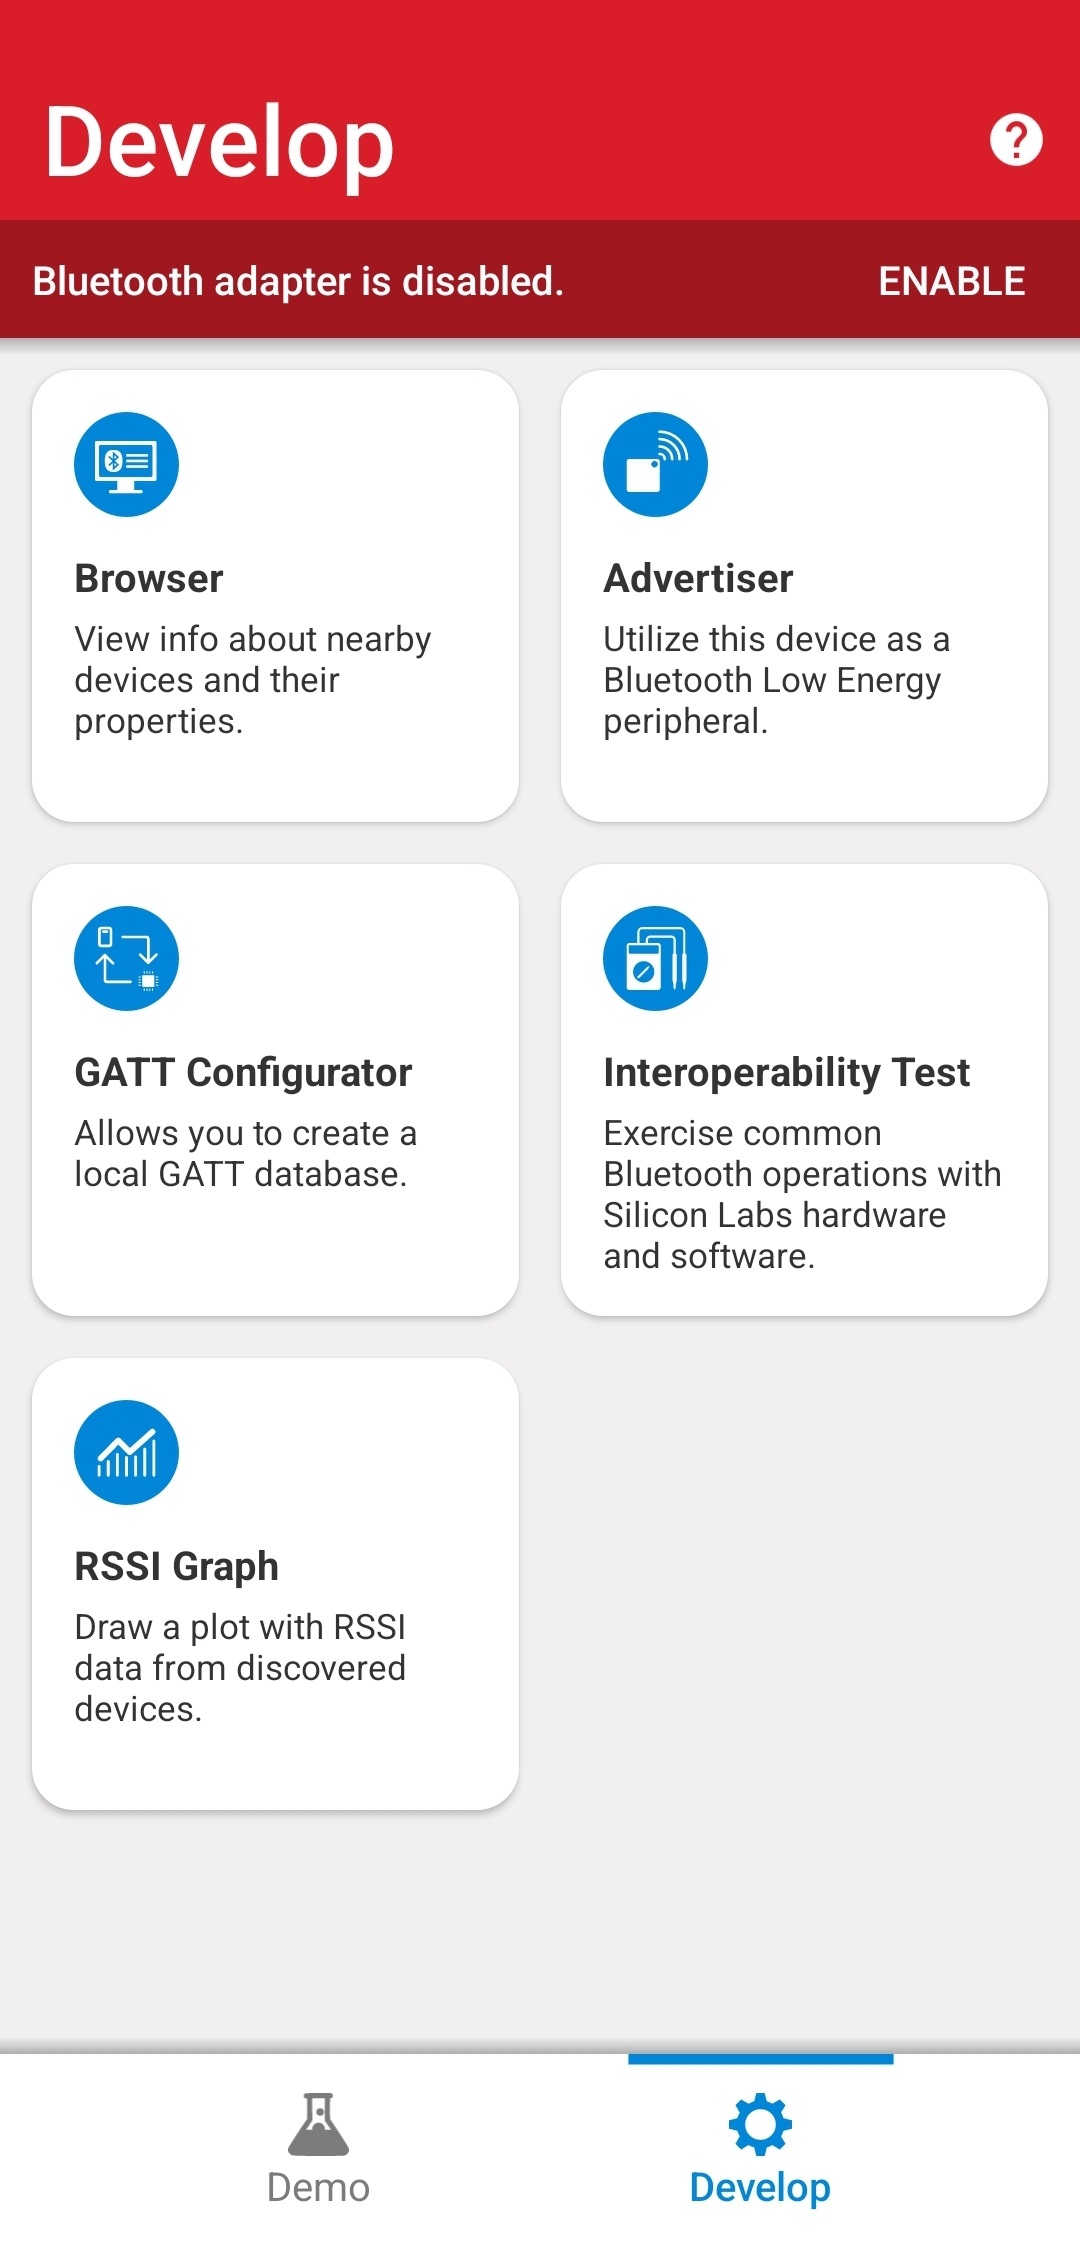 Develop
Bluetooth adapter is disabled.
ENABLE
Browser
View info about nearby
devices and their
properties.
Advertiser
Utilize this device as a
Bluetooth Low Energy
peripheral.
GATT Configurator
Allows you to create a
local GATT database.
Interoperability Test
Exercise common
Bluetooth operations with
Silicon Labs hardware
and software.
RSSI Graph
Draw a plot with RSSI
data from discovered
devices.
Demo
Develop